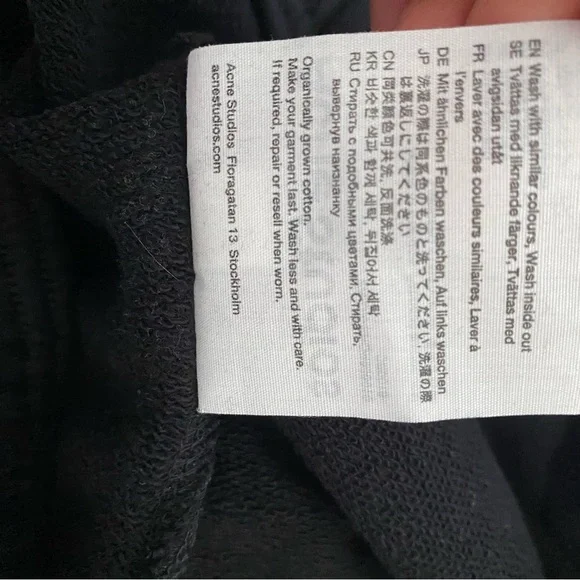 EN Wash with similar colours, Wash inside out
SE Tvättas med liknande färger, Tvättas med
avigsidan utåt
FR Laver avec des couleurs similaires, Laver à
l'envers
DE Mit ähnlichen Farben waschen, Auf links waschen
JP 洗濯の際は同系色のものと洗ってください 洗濯の際
は裏返しにしてください
CN 同类颜色可共洗, 反面洗涤
KR 비슷한 색과 함께 세탁, 뒤집어서 세탁
RU Стирать с подобными цветами, Стирать,
вывернув наизнанку
Organically grown cotton.
Make your garment last. Wash less and with care.
If required, repair or resell when worn.
Acne Studios Floragatan 13 Stockholm
acnestudios.com